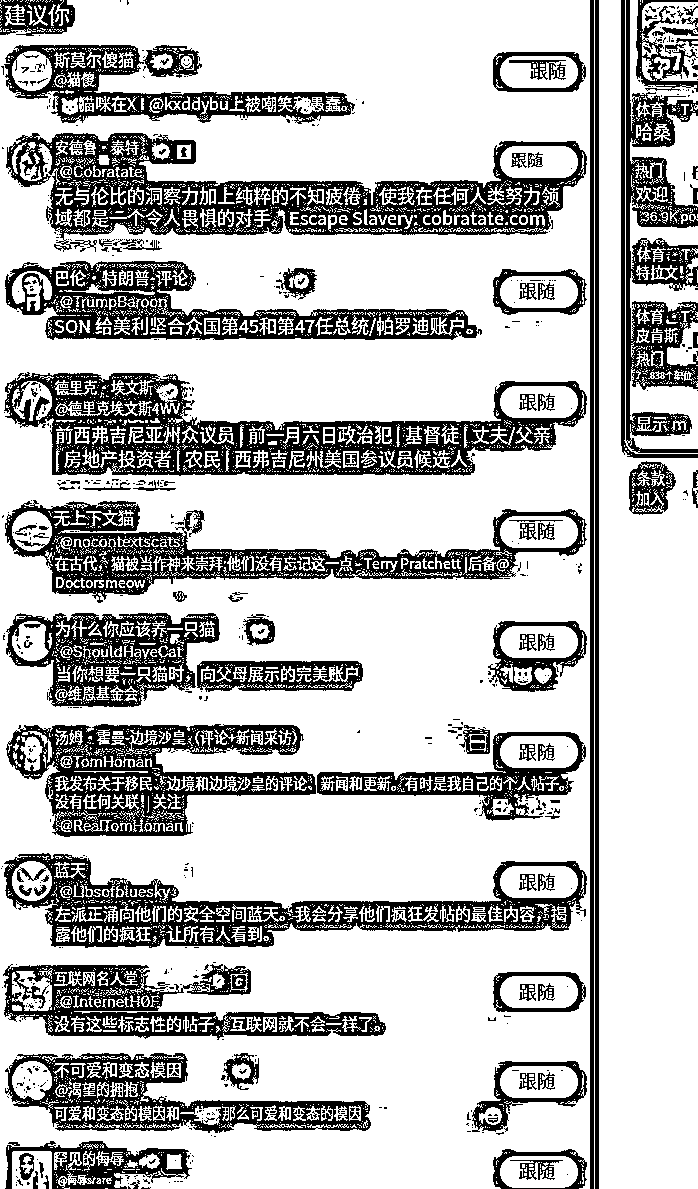 建议你
斯莫尔傻猫
@猫傻
跟随
猫咪在X | @kxddybu上被嘲笑和愚蠢。
安德鲁·泰特
@Cobratate
跟随
无与伦比的洞察力加上纯粹的不知疲倦，使我在任何人类努力领
域都是一个令人畏惧的对手。Escape Slavery: cobratate.com
巴伦·特朗普·评论
@TrumpBaroon
跟随
SON 给美利坚合众国第45和第47任总统/帕罗迪账户。
德里克·埃文斯
@德里克埃文斯4WV
跟随
前西弗吉尼亚州众议员 | 前一月六日政治犯 | 基督徒 | 丈夫/父亲
| 房地产投资者 | 农民 | 西弗吉尼州美国参议员候选人
无上下文猫
@nocontextscats
跟随
在古代，猫被当作神来崇拜;他们没有忘记这一点 - Terry Pratchett |后备@
Doctorsmeow
为什么你应该养一只猫
@ShouldHaveCat
跟随
当你想要一只猫时，向父母展示的完美账户
@维恩基金会
汤姆·霍曼-边境沙皇（评论+新闻采访）
@TomHoman
跟随
我发布关于移民、边境和边境沙皇的评论、新闻和更新。有时是我自己的个人帖子。
没有任何关联！关注
@RealTomHoman
蓝天
@Libsofbluesky
跟随
左派正涌向他们的安全空间蓝天。我会分享他们疯狂发帖的最佳内容，揭
露他们的疯狂，让所有人看到。
互联网名人堂
@InternetH0F
跟随
没有这些标志性的帖子，互联网就不会一样了。
不可爱和变态模因
@渴望的拥抱
跟随
可爱和变态的模因和一些 那么可爱和变态的模因
罕见的侮辱
@侮辱srare
跟随
体育
哈桑
热门
欢迎
36.9K po
体育
特拉文!
体育
皮肯斯
热门
显示 m
条款
加入